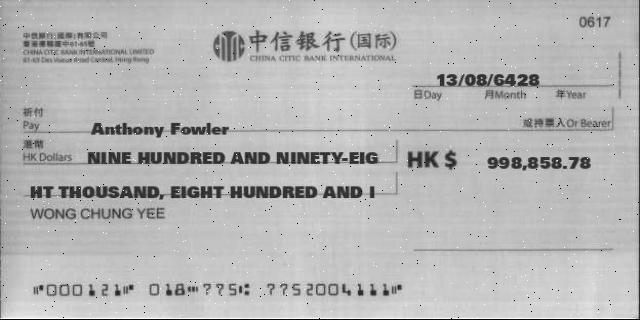 0617
中信銀行(國際)有限公司
香港德輔道中61-65號
CHINA CITIC BANK INTERNATIONAL LIMITED
61-65 Des Voeux Road Central, Hong Kong
中信银行(国际)
CHINA CITIC BANK INTERNATIONAL
13/08/6428
日Day 月Month 年Year
祈付
Pay Anthony Fowler 或持票人Or Bearer
港幣
HK Dollars NINE HUNDRED AND NINETY-EIG HK $ 998,858.78
HT THOUSAND, EIGHT HUNDRED AND I
WONG CHUNG YEE
⑈000121⑈ 018⑉775⑆ 7752004111⑈